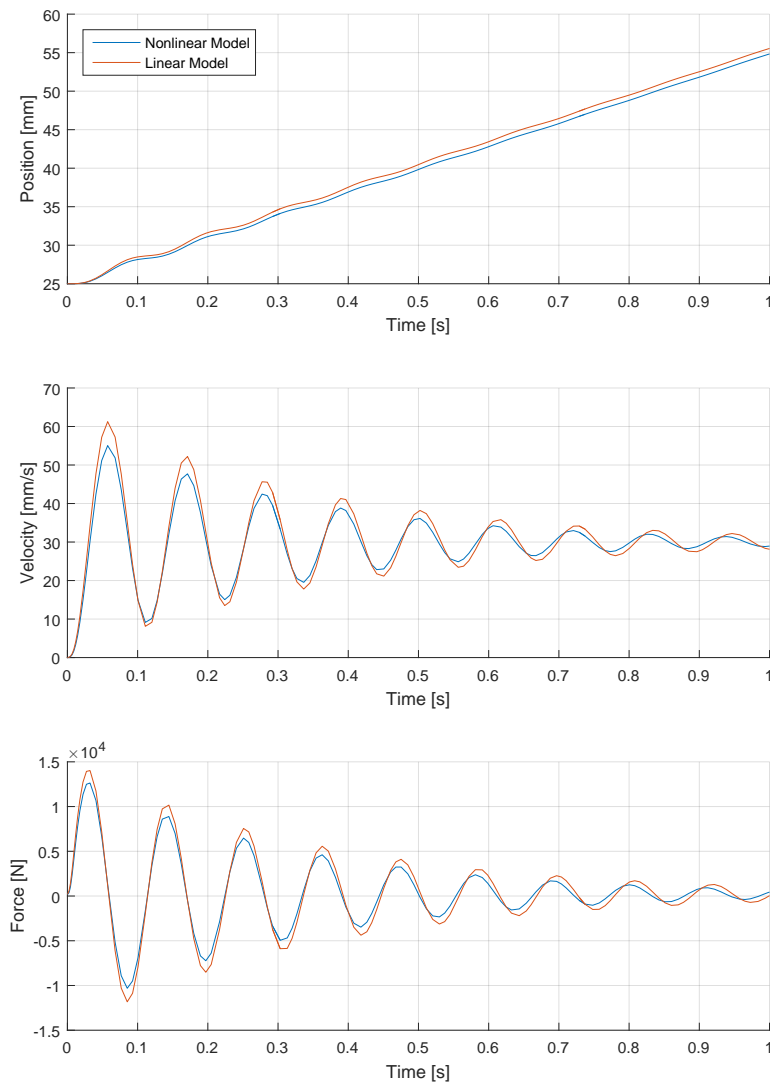 60
55
50
45
40
35
30
25
Position [mm]
Nonlinear Model
Linear Model
0 0.1 0.2 0.3 0.4 0.5 0.6 0.7 0.8 0.9 1
Time [s]
70
60
50
40
30
20
10
0
Velocity [mm/s]
0 0.1 0.2 0.3 0.4 0.5 0.6 0.7 0.8 0.9 1
Time [s]
×10⁴
1.5
1
0.5
0
-0.5
-1
-1.5
Force [N]
0 0.1 0.2 0.3 0.4 0.5 0.6 0.7 0.8 0.9 1
Time [s]